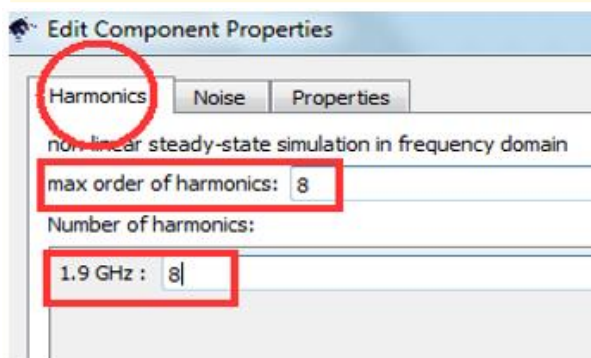 Edit Component Properties
Harmonics Noise Properties
non-linear steady-state simulation in frequency domain
max order of harmonics: 8
Number of harmonics:
1.9 GHz : 8